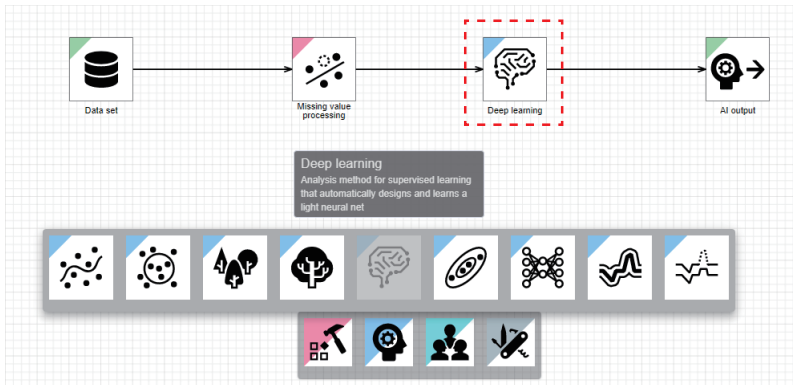 Data set
Missing value
processing
Deep learning
AI output
Deep learning
Analysis method for supervised learning
that automatically designs and learns a
light neural net